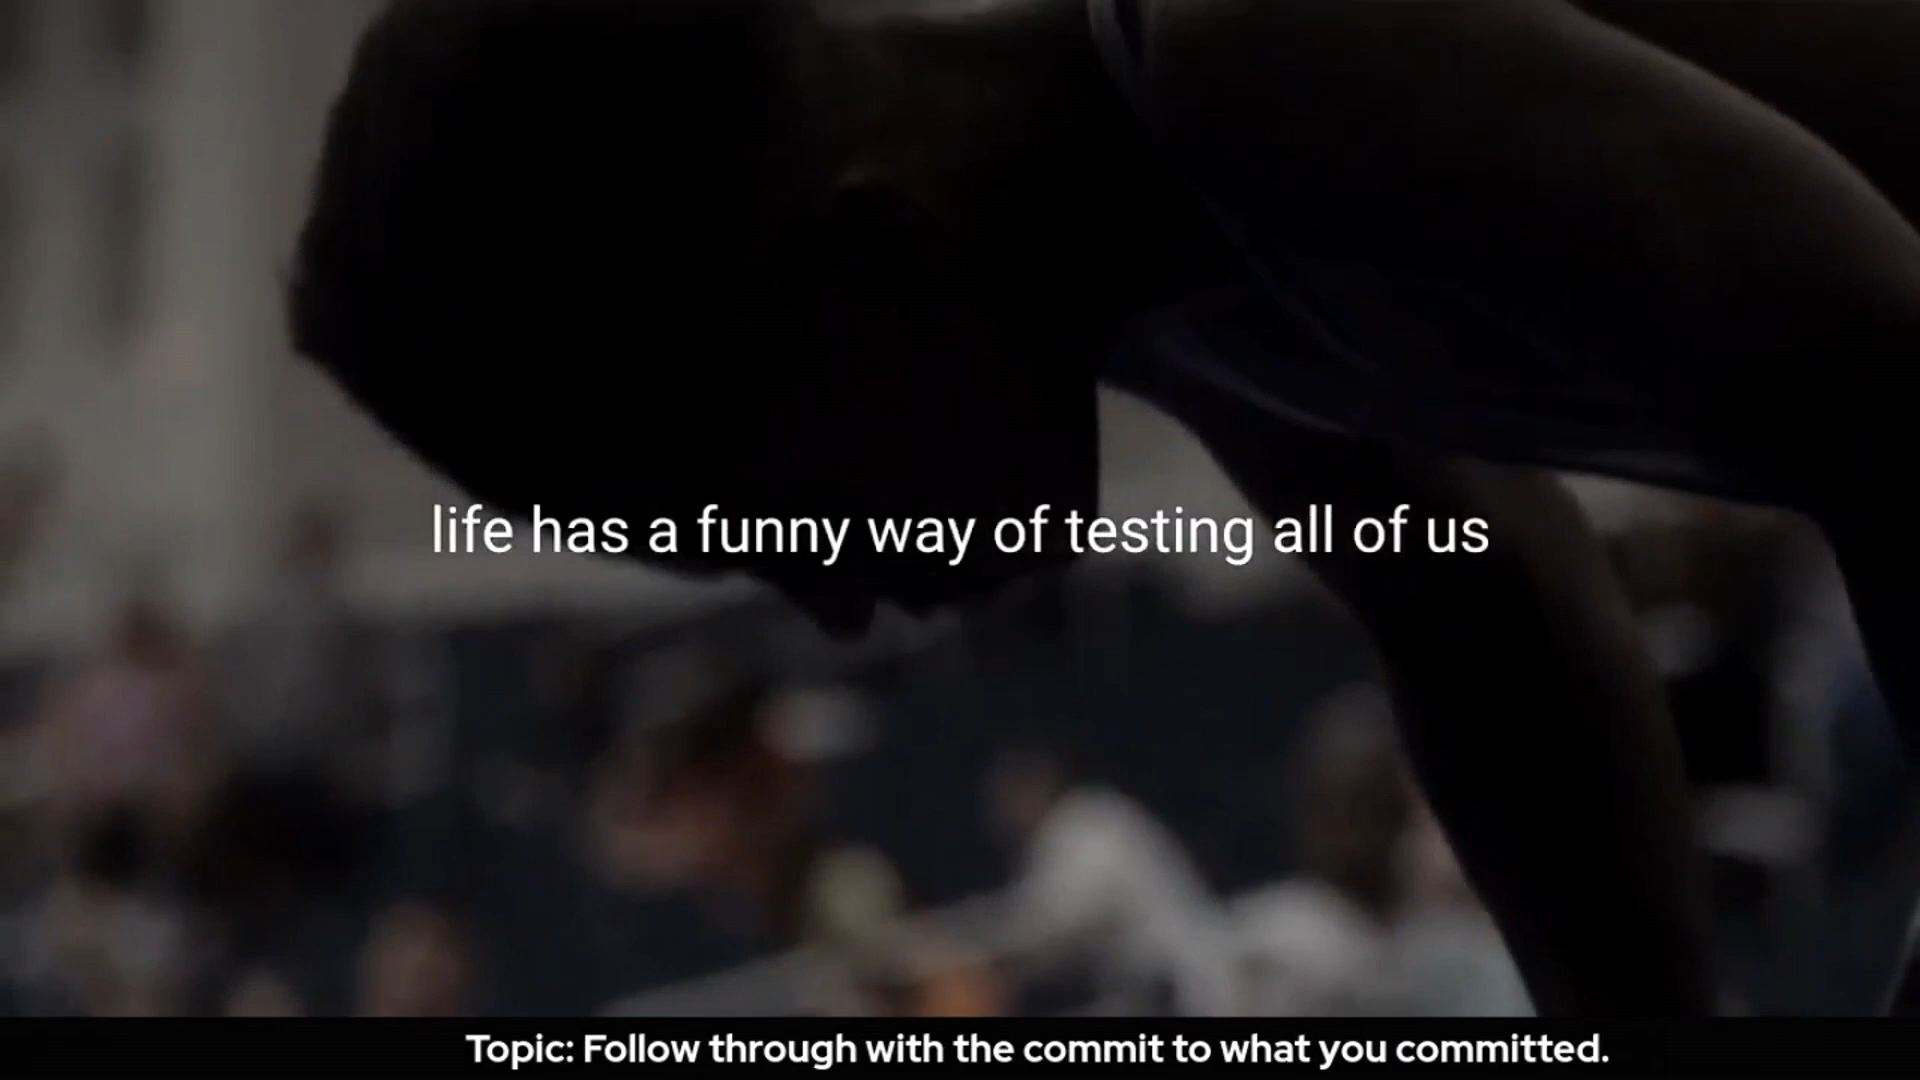 life has a funny way of testing all of us
Topic: Follow through with the commit to what you committed.